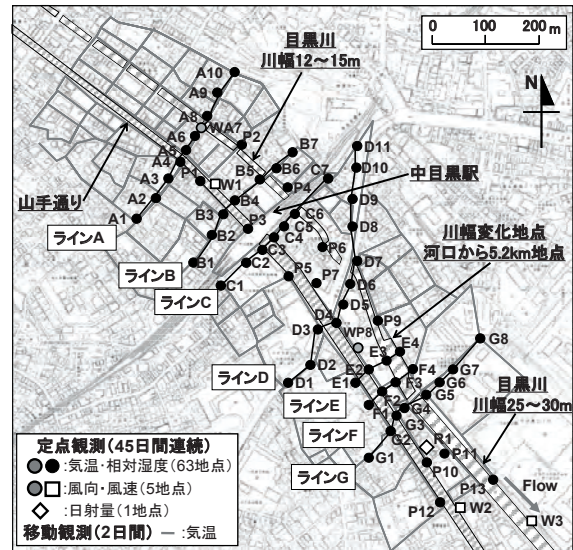 0 100 200 m
N
目黒川
川幅12～15m
A10
A9
A8
WA7
A6
A5
A4
A3
A2
A1
P1
W1
P2
山手通り
B7
B6
B5
B4
B3
B2
B1
P4
P3
C7
C6
C5
C4
C3
C2
C1
D11
D10
D9
D8
D7
D6
D5
D4
D3
D2
D1
中目黒駅
川幅変化地点
河口から5.2km地点
P6
P5
P7
P9
WP8
E4
E3
E2
E1
F4
F3
F2
F1
G8
G7
G6
G5
G4
G3
G2
G1
ラインA
ラインB
ラインC
ラインD
ラインE
ラインF
ラインG
目黒川
川幅25～30m
R1
P11
P10
P13
P12
W2
W3
Flow
定点観測(45日間連続)
:気温・相対湿度(63地点)
:風向・風速(5地点)
:日射量(1地点)
移動観測(2日間) ― :気温